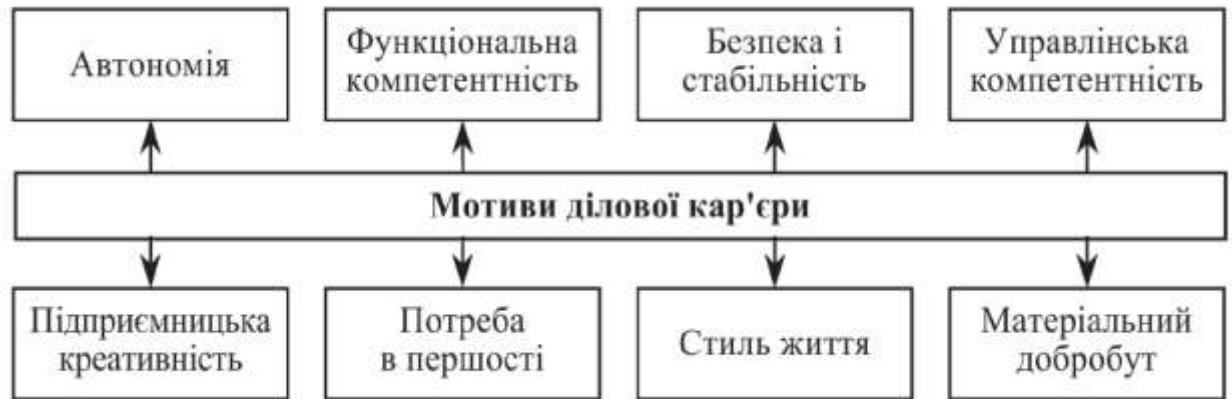 Автономія
Функціональна
компетентність
Безпека і
стабільність
Управлінська
компетентність
Мотиви ділової кар'єри
Підприємницька
креативність
Потреба
в першості
Стиль життя
Матеріальний
добробут